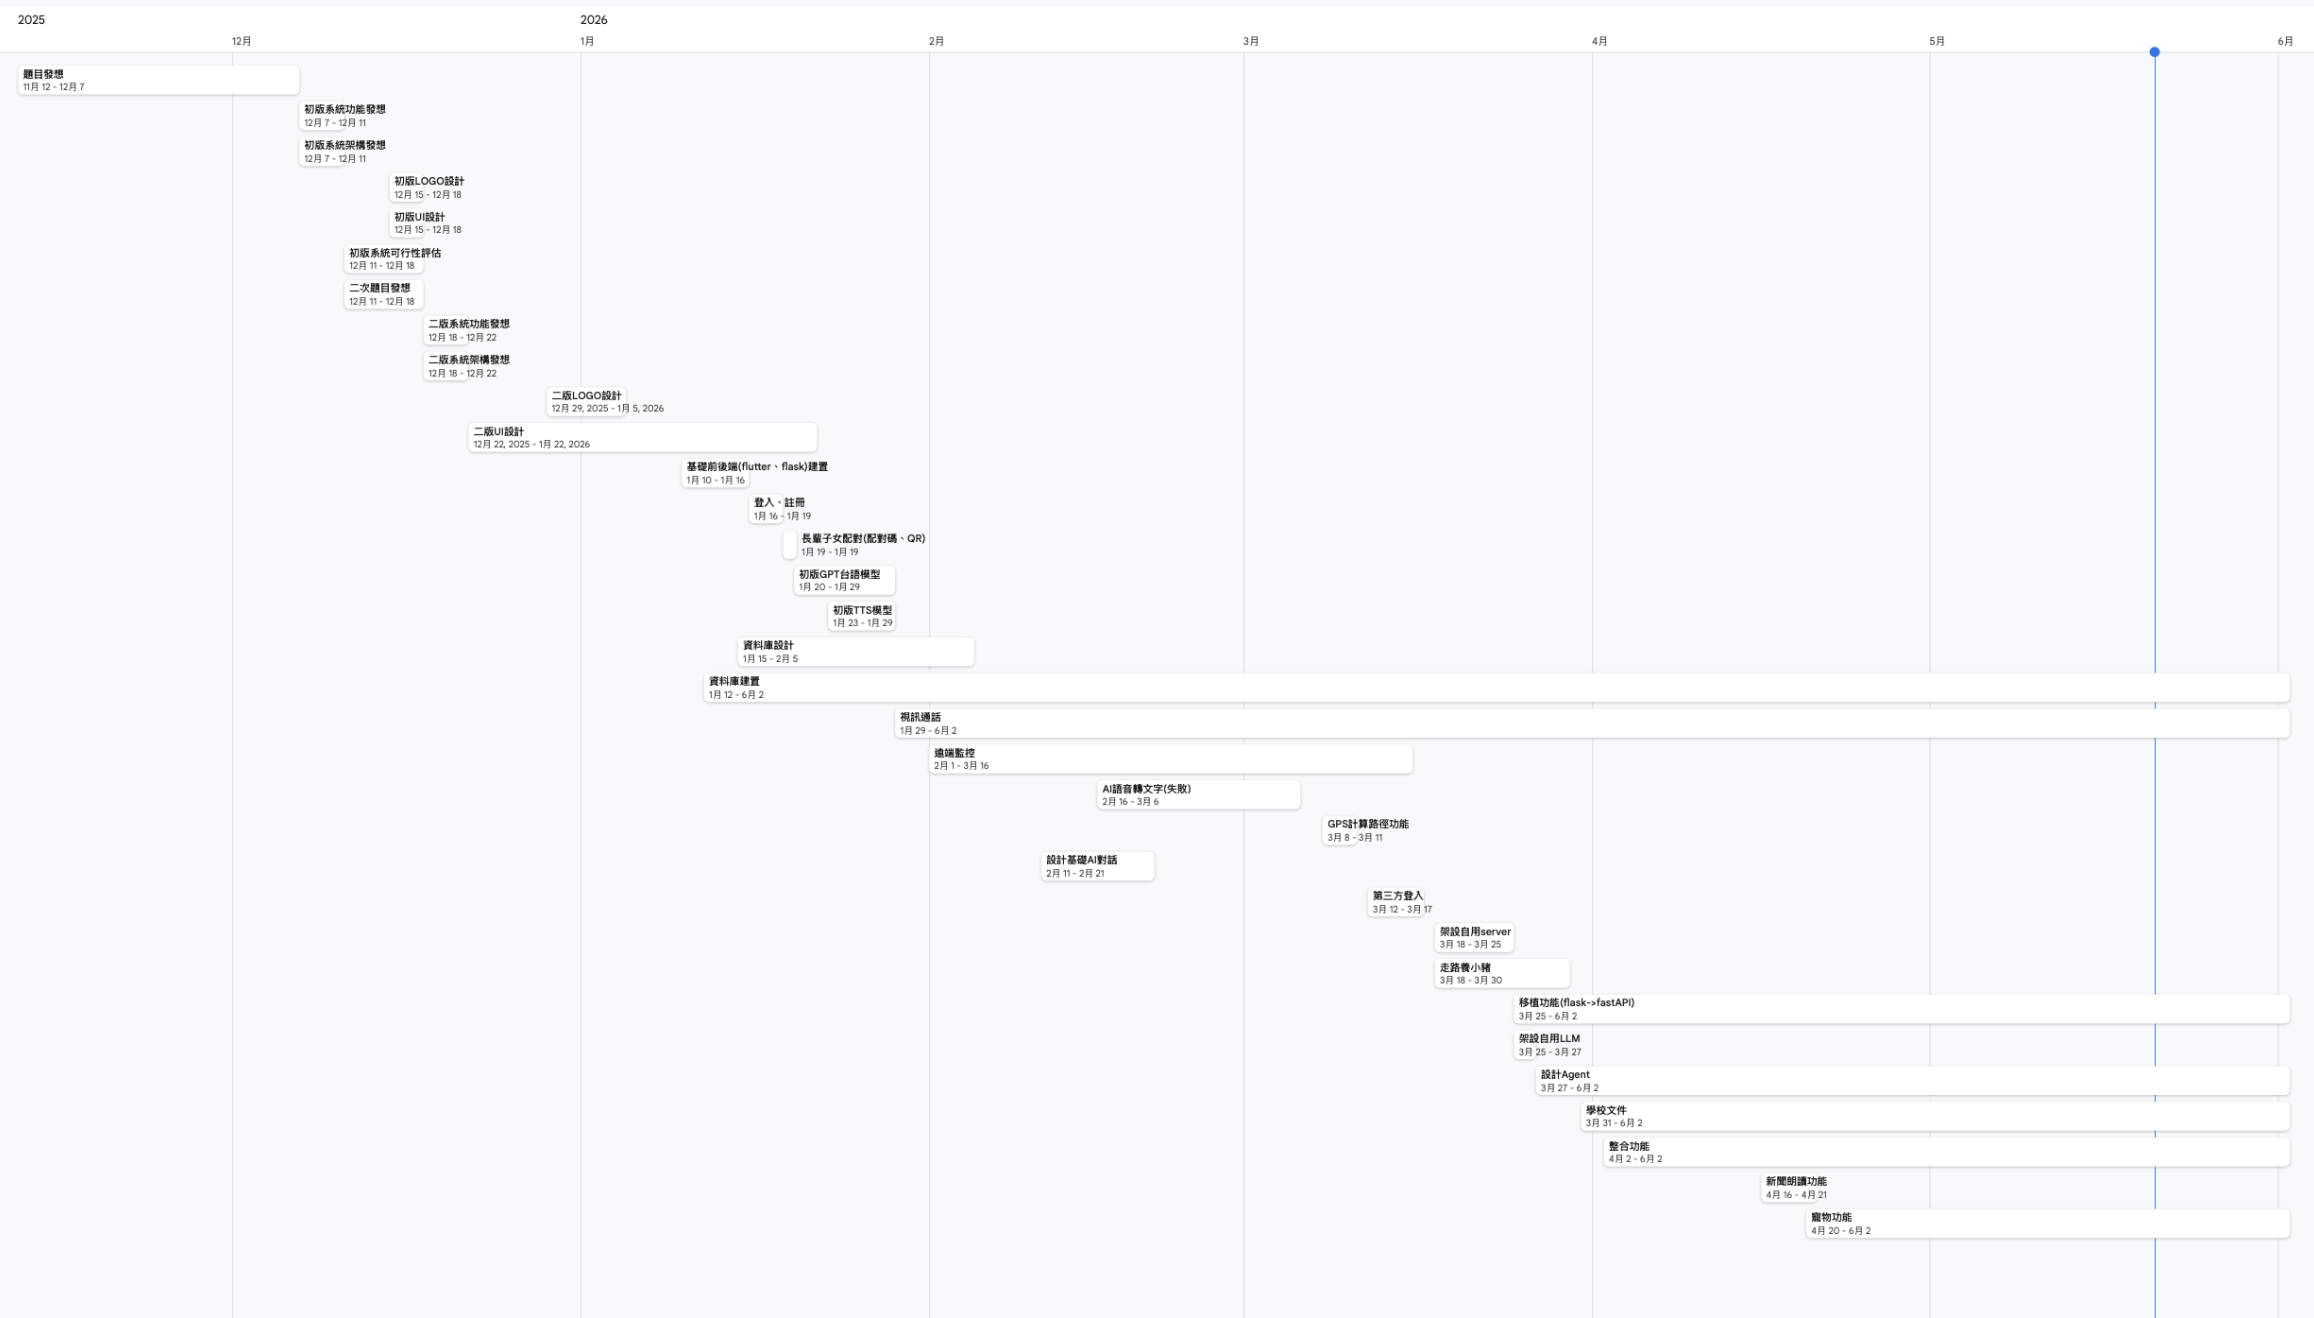 2025
2026
12月
1月
2月
3月
4月
5月
6月
題目發想
11月 12 - 12月 7
初版系統功能發想
12月 7 - 12月 11
初版系統架構發想
12月 7 - 12月 11
初版LOGO設計
12月 15 - 12月 18
初版UI設計
12月 15 - 12月 18
初版系統可行性評估
12月 11 - 12月 18
二次題目發想
12月 11 - 12月 18
二版系統功能發想
12月 18 - 12月 22
二版系統架構發想
12月 18 - 12月 22
二版LOGO設計
12月 29, 2025 - 1月 5, 2026
二版UI設計
12月 22, 2025 - 1月 22, 2026
基礎前後端(flutter、flask)建置
1月 10 - 1月 16
登入、註冊
1月 16 - 1月 19
長輩子女配對(配對碼、QR)
1月 19 - 1月 19
初版GPT台語模型
1月 20 - 1月 29
初版TTS模型
1月 23 - 1月 29
資料庫設計
1月 15 - 2月 5
資料庫建置
1月 12 - 6月 2
視訊通話
1月 29 - 6月 2
遠端監控
2月 1 - 3月 16
AI語音轉文字(失敗)
2月 16 - 3月 6
GPS計算路徑功能
3月 8 - 3月 11
設計基礎AI對話
2月 11 - 2月 21
第三方登入
3月 12 - 3月 17
架設自用server
3月 18 - 3月 25
走路養小豬
3月 18 - 3月 30
移植功能(flask->fastAPI)
3月 25 - 6月 2
架設自用LLM
3月 25 - 3月 27
設計Agent
3月 27 - 6月 2
學校文件
3月 31 - 6月 2
整合功能
4月 2 - 6月 2
新聞朗讀功能
4月 16 - 4月 21
寵物功能
4月 20 - 6月 2